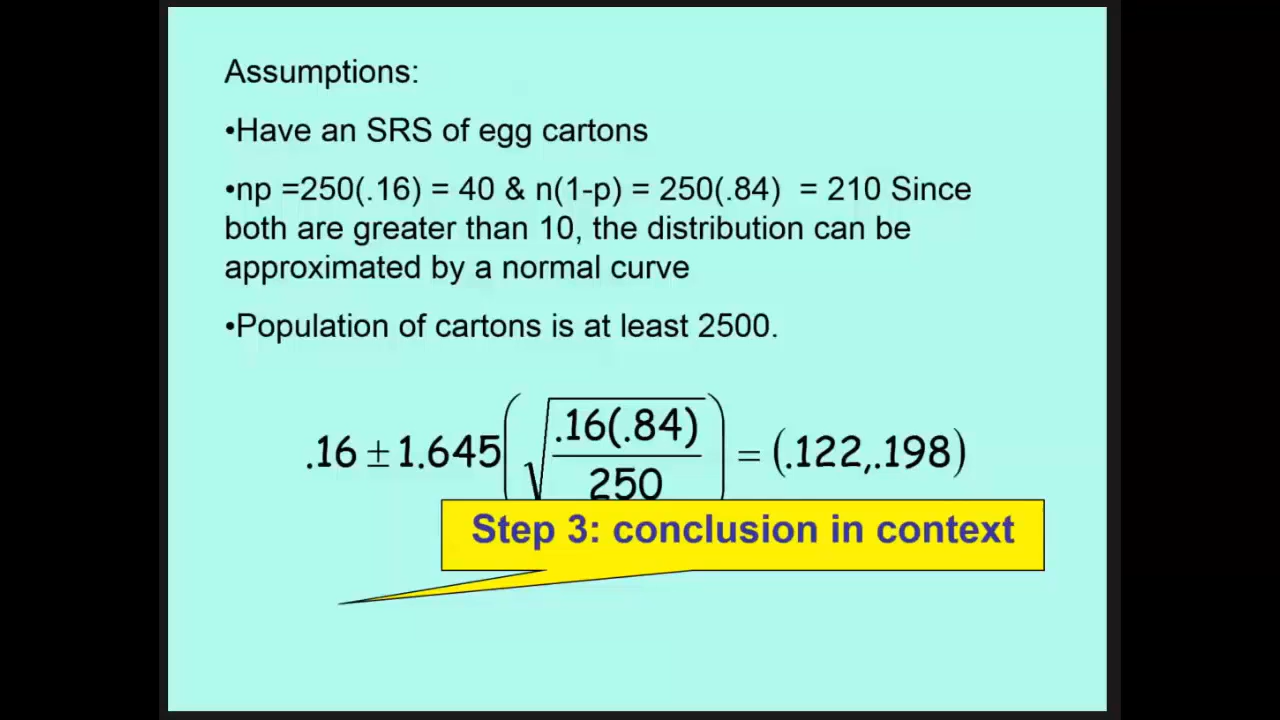 Assumptions:
•Have an SRS of egg cartons
•np =250(.16) = 40 & n(1-p) = 250(.84)  = 210 Since
both are greater than 10, the distribution can be
approximated by a normal curve
•Population of cartons is at least 2500.
.16 ± 1.645(√(.16(.84)/250)) = (.122,.198)
Step 3: conclusion in context